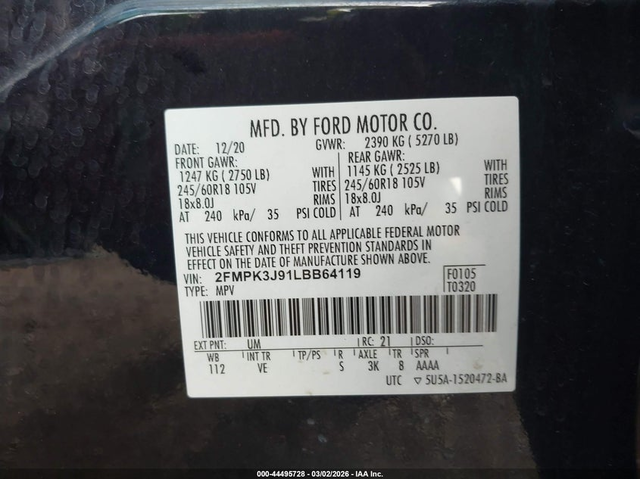 MFD. BY FORD MOTOR CO.
DATE: 12/20 GVWR: 2390 KG ( 5270 LB)
FRONT GAWR: REAR GAWR:
1247 KG ( 2750 LB) WITH 1145 KG ( 2525 LB) WITH
245/60R18 105V TIRES 245/60R18 105V TIRES
18x8.0J RIMS 18x8.0J RIMS
AT 240 kPa/ 35 PSI COLD AT 240 kPa/ 35 PSI COLD
THIS VEHICLE CONFORMS TO ALL APPLICABLE FEDERAL MOTOR
VEHICLE SAFETY AND THEFT PREVENTION STANDARDS IN
EFFECT ON THE DATE OF MANUFACTURE SHOWN ABOVE.
VIN: 2FMPK3J91LBB64119 F0105
TYPE: MPV T0320
EXT PNT: UM RC: 21 DSO:
WB INT TR TP/PS R AXLE TR SPR
112 VE S 3K 8 AAAA
UTC ▽ 5U5A-1520472-BA
000-44495728 - 03/02/2026 - IAA Inc.